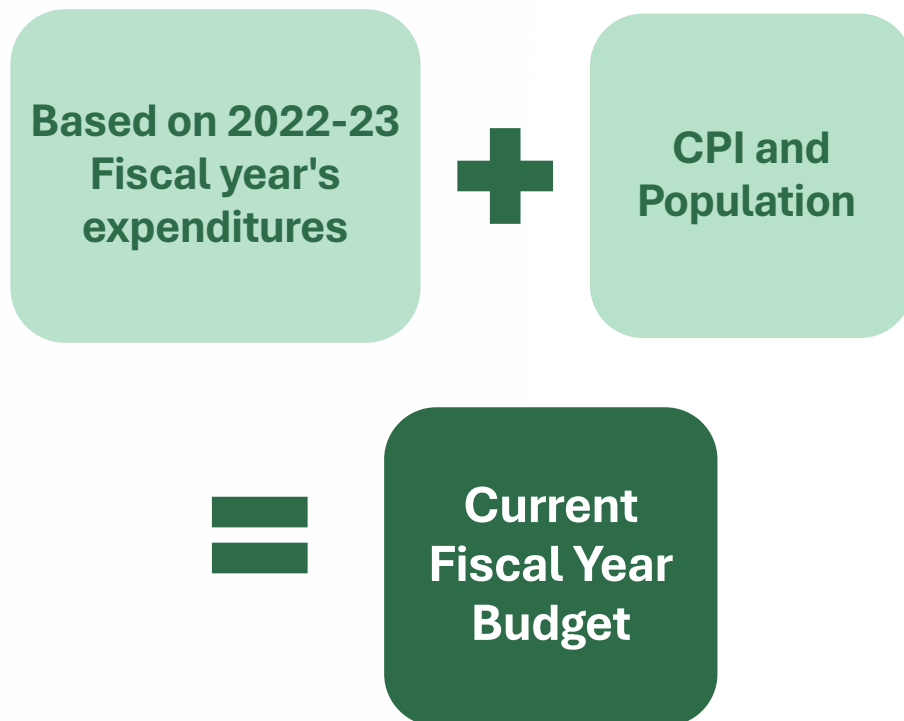 Based on 2022-23
Fiscal year's
expenditures
CPI and
Population
Current
Fiscal Year
Budget